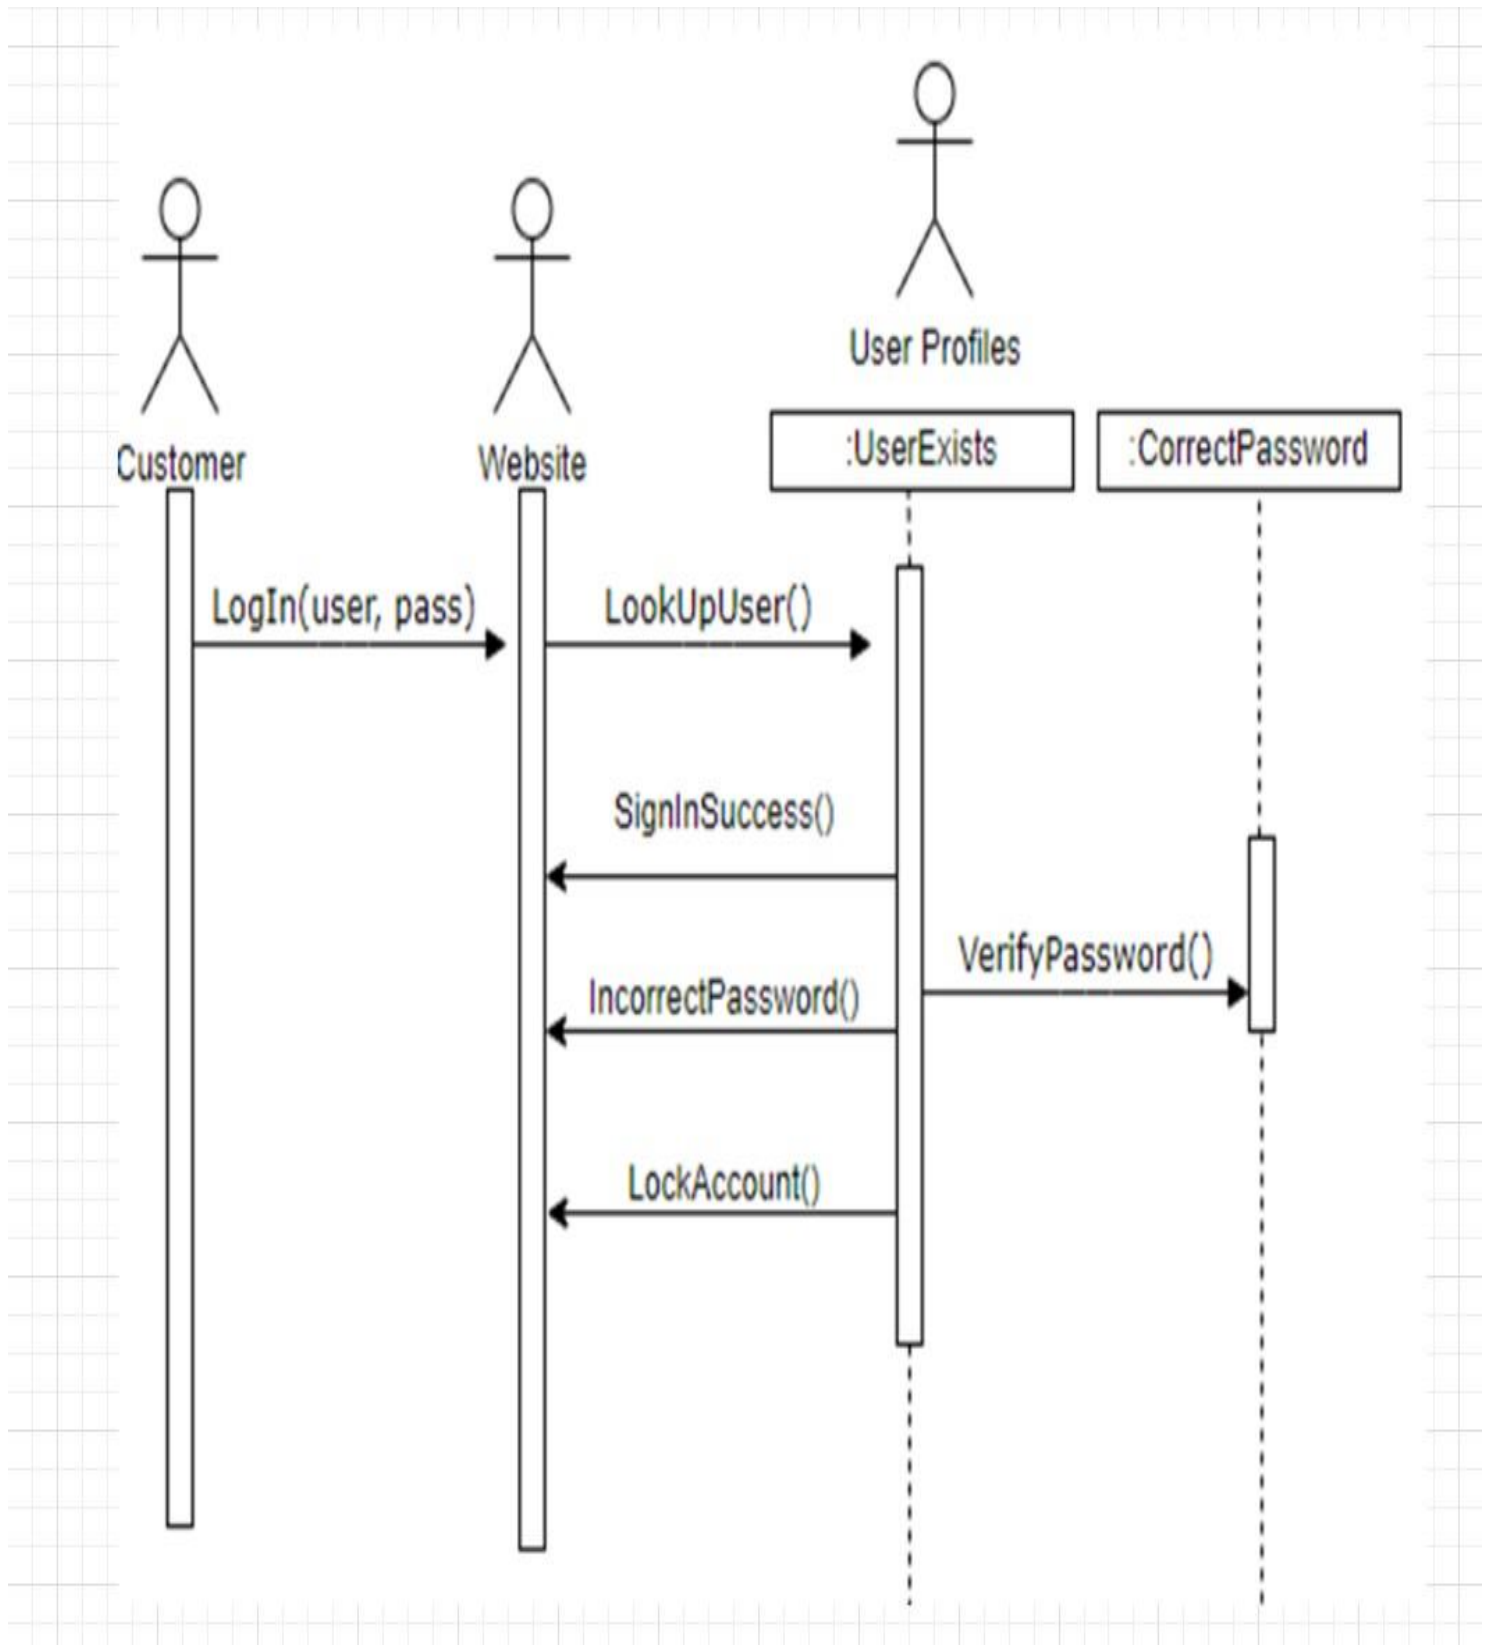 User Profiles
Customer
Website
:UserExists
:CorrectPassword
LogIn(user, pass)
LookUpUser()
SignInSuccess()
VerifyPassword()
IncorrectPassword()
LockAccount()